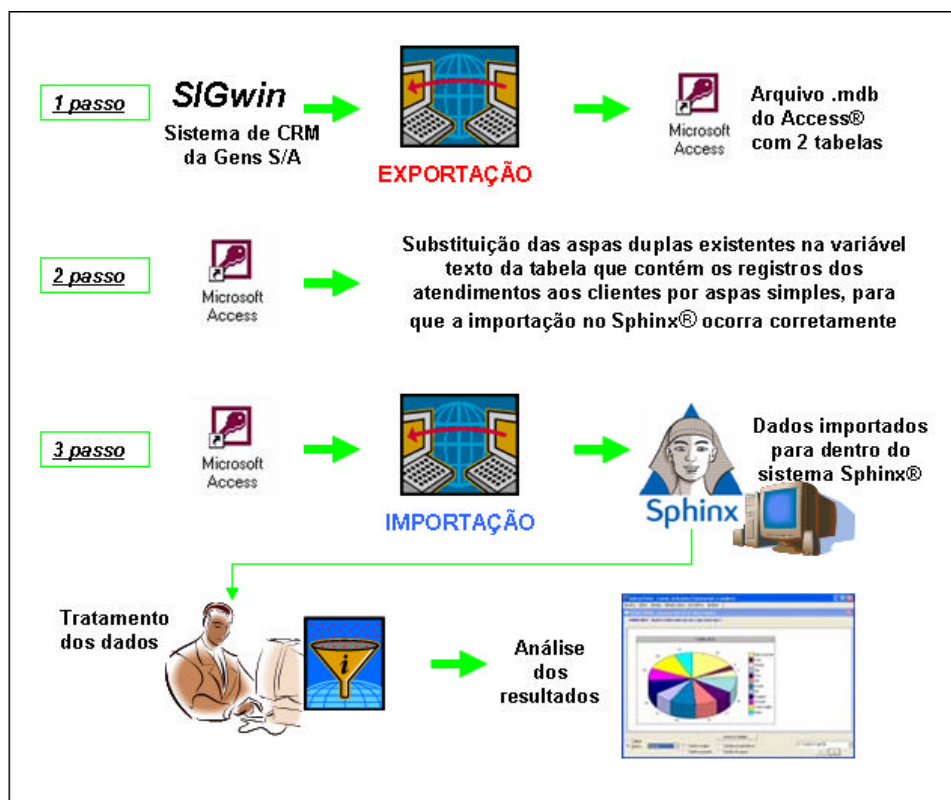 1 passo
SIGwin
Sistema de CRM
da Gens S/A
EXPORTAÇÃO
Microsoft
Access
Arquivo .mdb
do Access®
com 2 tabelas
2 passo
Microsoft
Access
Substituição das aspas duplas existentes na variável
texto da tabela que contém os registros dos
atendimentos aos clientes por aspas simples, para
que a importação no Sphinx® ocorra corretamente
3 passo
Microsoft
Access
IMPORTAÇÃO
Sphinx
Dados importados
para dentro do
sistema Sphinx®
Tratamento
dos dados
i
Análise
dos
resultados